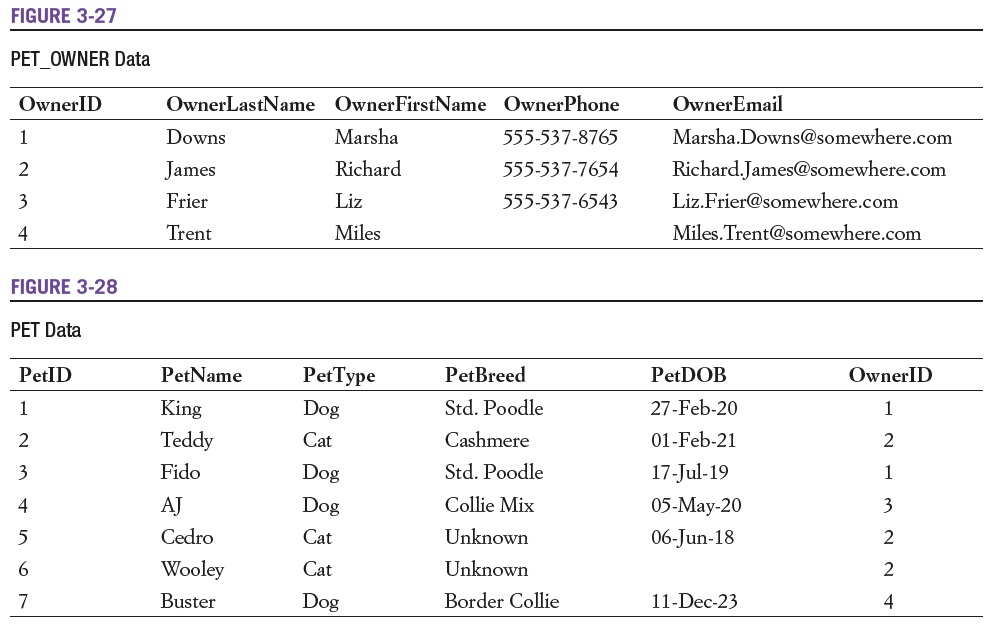 FIGURE 3-27
PET_OWNER Data
OwnerID OwnerLastName OwnerFirstName OwnerPhone OwnerEmail
1 Downs Marsha 555-537-8765 Marsha.Downs@somewhere.com
2 James Richard 555-537-7654 Richard.James@somewhere.com
3 Frier Liz 555-537-6543 Liz.Frier@somewhere.com
4 Trent Miles Miles.Trent@somewhere.com
FIGURE 3-28
PET Data
PetID PetName PetType PetBreed PetDOB OwnerID
1 King Dog Std. Poodle 27-Feb-20 1
2 Teddy Cat Cashmere 01-Feb-21 2
3 Fido Dog Std. Poodle 17-Jul-19 1
4 AJ Dog Collie Mix 05-May-20 3
5 Cedro Cat Unknown 06-Jun-18 2
6 Wooley Cat Unknown 2
7 Buster Dog Border Collie 11-Dec-23 4